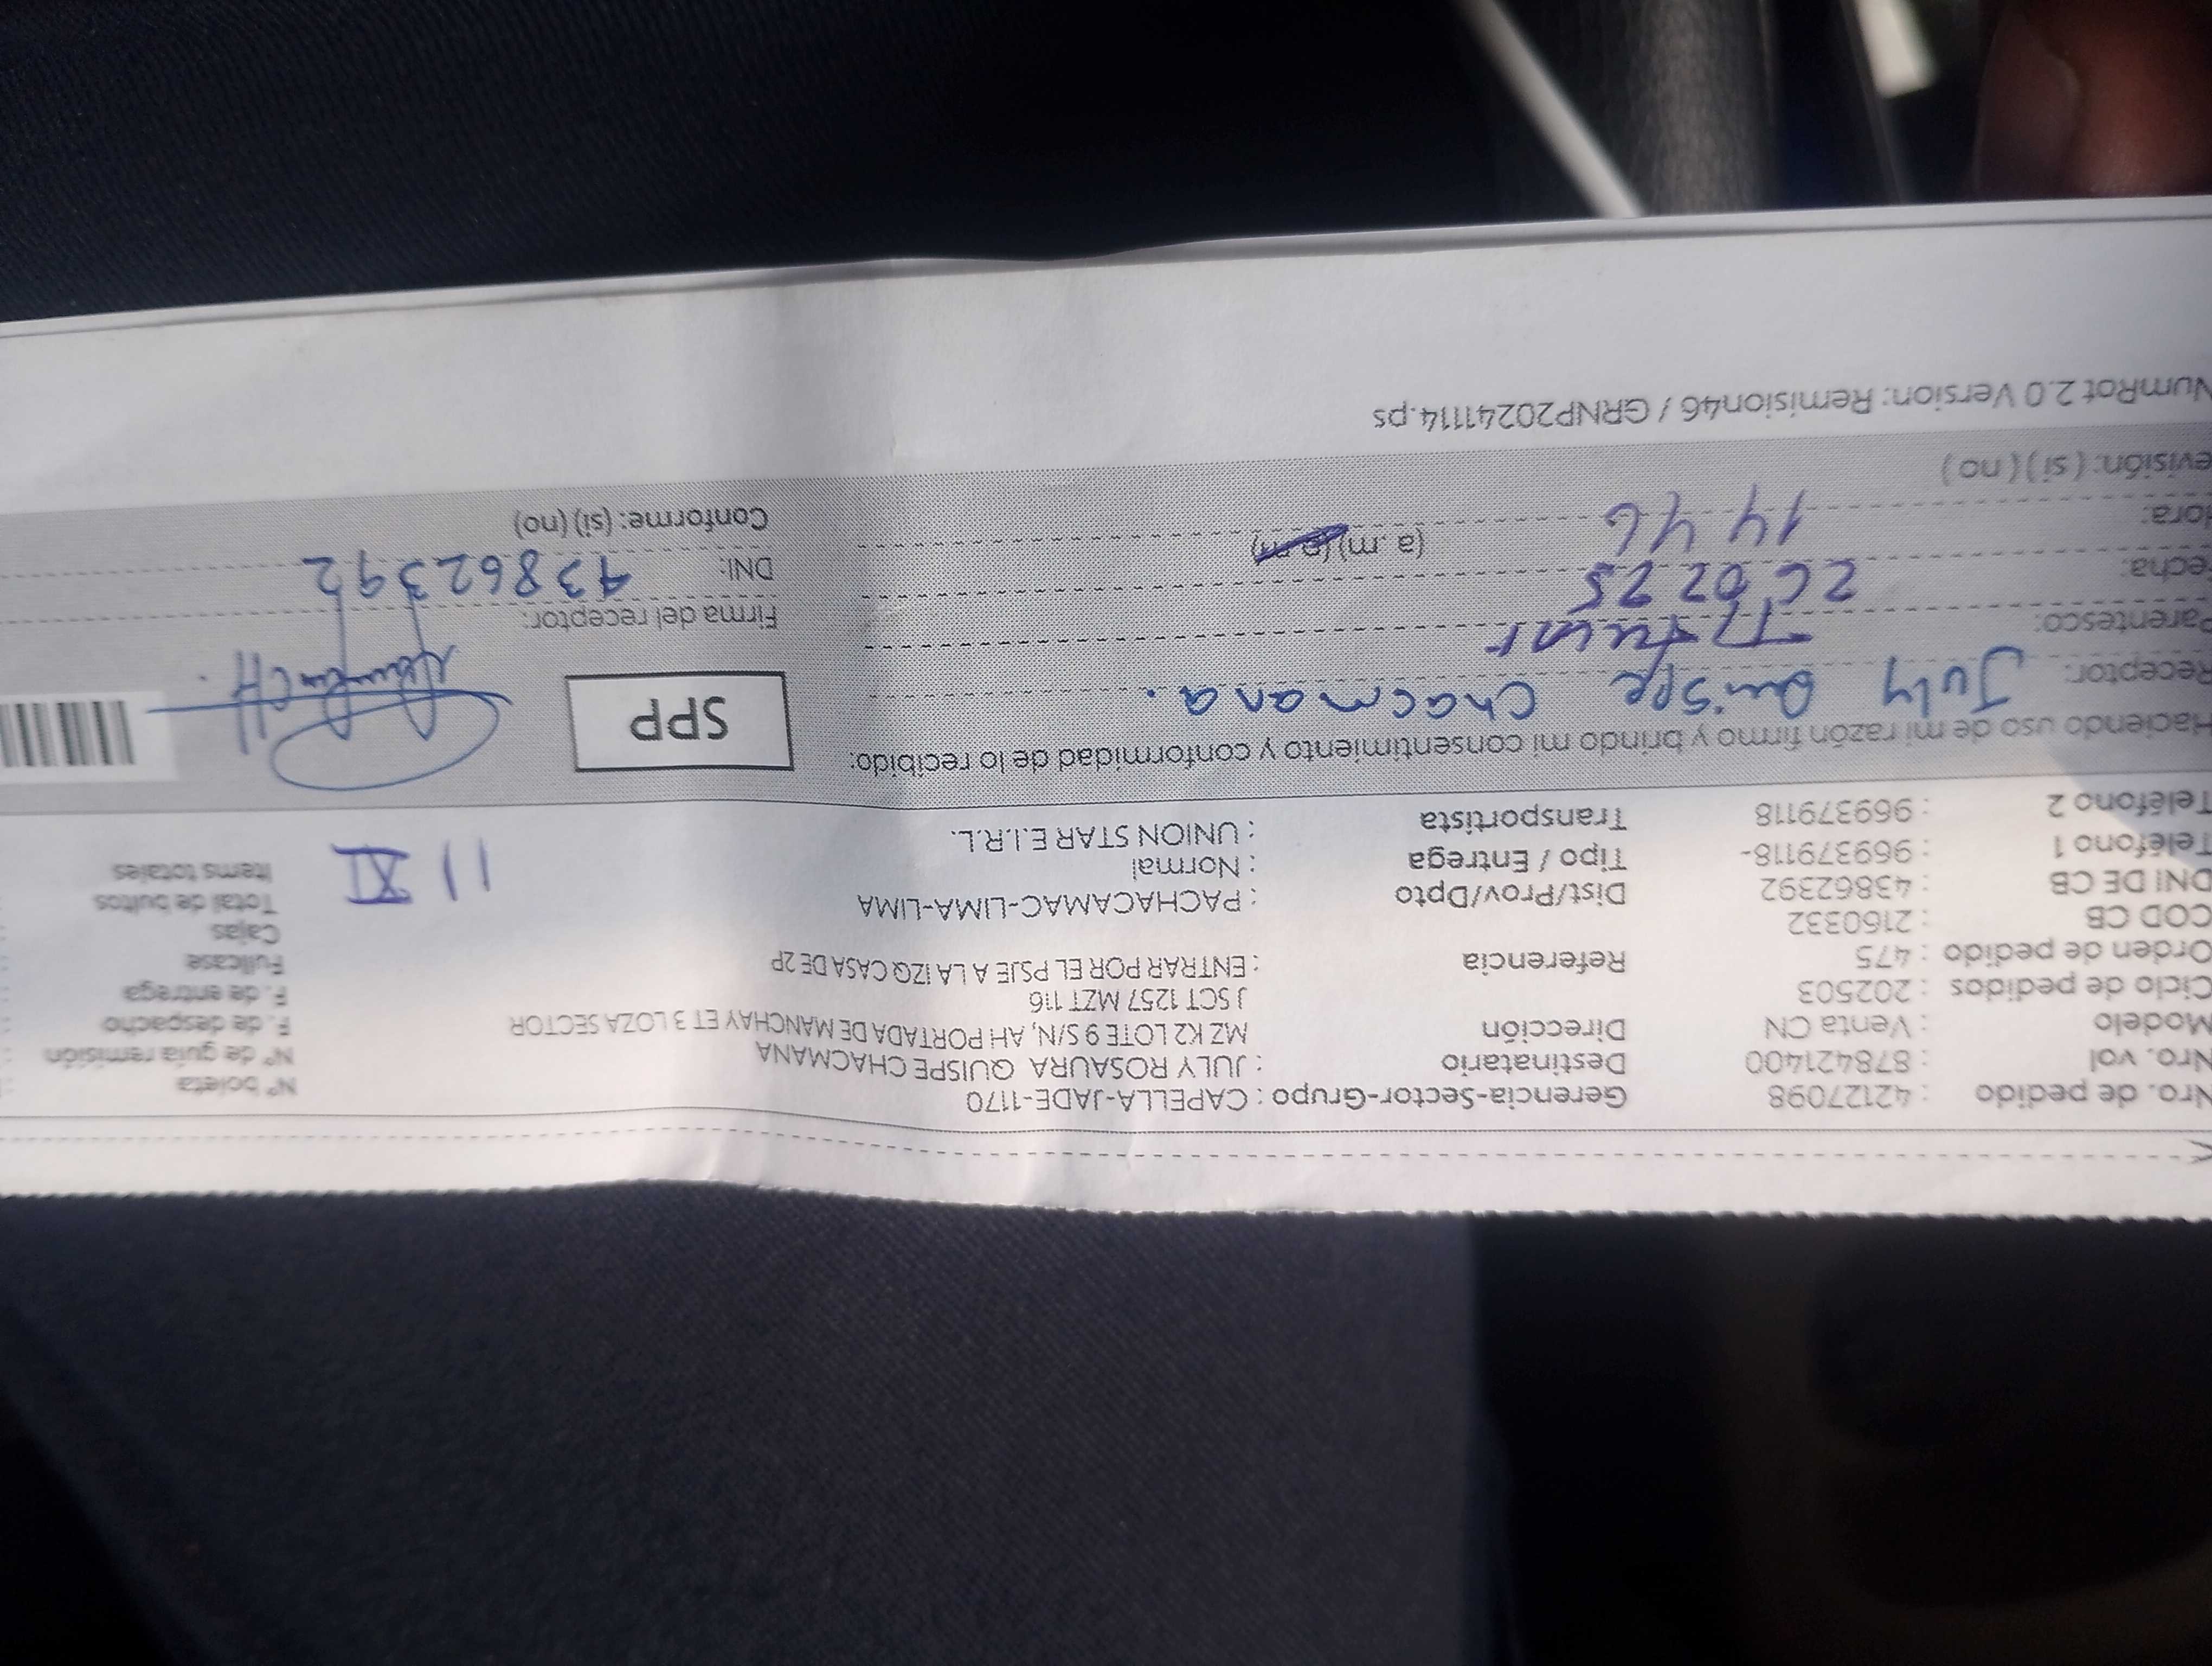 Nro. de pedido : 42127098 Gerencia-Sector-Grupo : CAPELLA-JADE-1170 N° boleta
Nro. vol : 878421400 Destinatario : JULY ROSAURA QUISPE CHACMANA N° de guía remisión :
Modelo : Venta CN Dirección MZ K2 LOTE 9 S/N, AH PORTADA DE MANCHAY ET 3 LOZA SECTOR F. de despacho :
Ciclo de pedidos : 202503 J SCT 1257 MZT 116 F. de entrega :
Orden de pedido : 475 Referencia : ENTRAR POR EL PSJE A LA IZQ CASA DE 2P Fullcase :
COD CB : 2160332 Cajas :
DNI DE CB : 43862392 Dist/Prov/Dpto : PACHACAMAC-LIMA-LIMA Total de bultos :
Teléfono 1 : 969379118- Tipo / Entrega : Normal Items totales :
Teléfono 2 : 969379118 Transportista : UNION STAR E.I.R.L.
11 XI
Haciendo uso de mi razón firmo y brindo mi consentimiento y conformidad de lo recibido:
Receptor: July Quispe Chacmana.
SPP
Parentesco: Titular Firma del receptor:
echa: 26 02 25 DNI: 43862392
Hora: 14 46 (a.m) (p.m) Conforme: (si) (no)
evisión: (si) (no)
NumRot 2.0 Version: Remision46 / GRNP20241114.ps